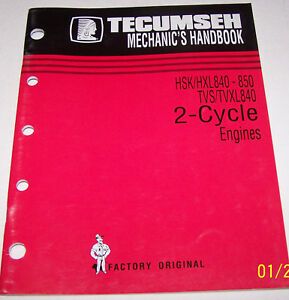 TECUMSEH
MECHANIC'S HANDBOOK
HSK/HXL840-850
TVS/TVXL840
2-Cycle
Engines
FACTORY ORIGINAL
01/2